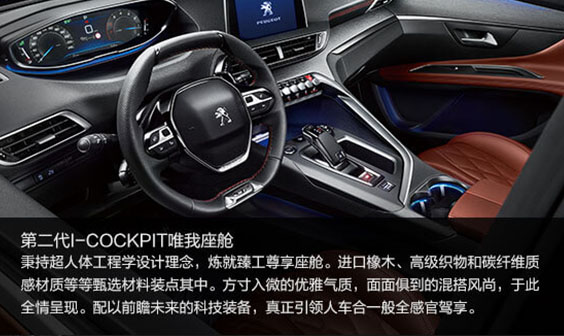 PEUGEOT
第二代I-COCKPIT唯我座舱
秉持超人体工程学设计理念，炼就臻工尊享座舱。进口橡木、高级织物和碳纤维质
感材质等等甄选材料装点其中。方寸入微的优雅气质，面面俱到的混搭风尚，于此
全情呈现。配以前瞻未来的科技装备，真正引领人车合一般全感官驾享。